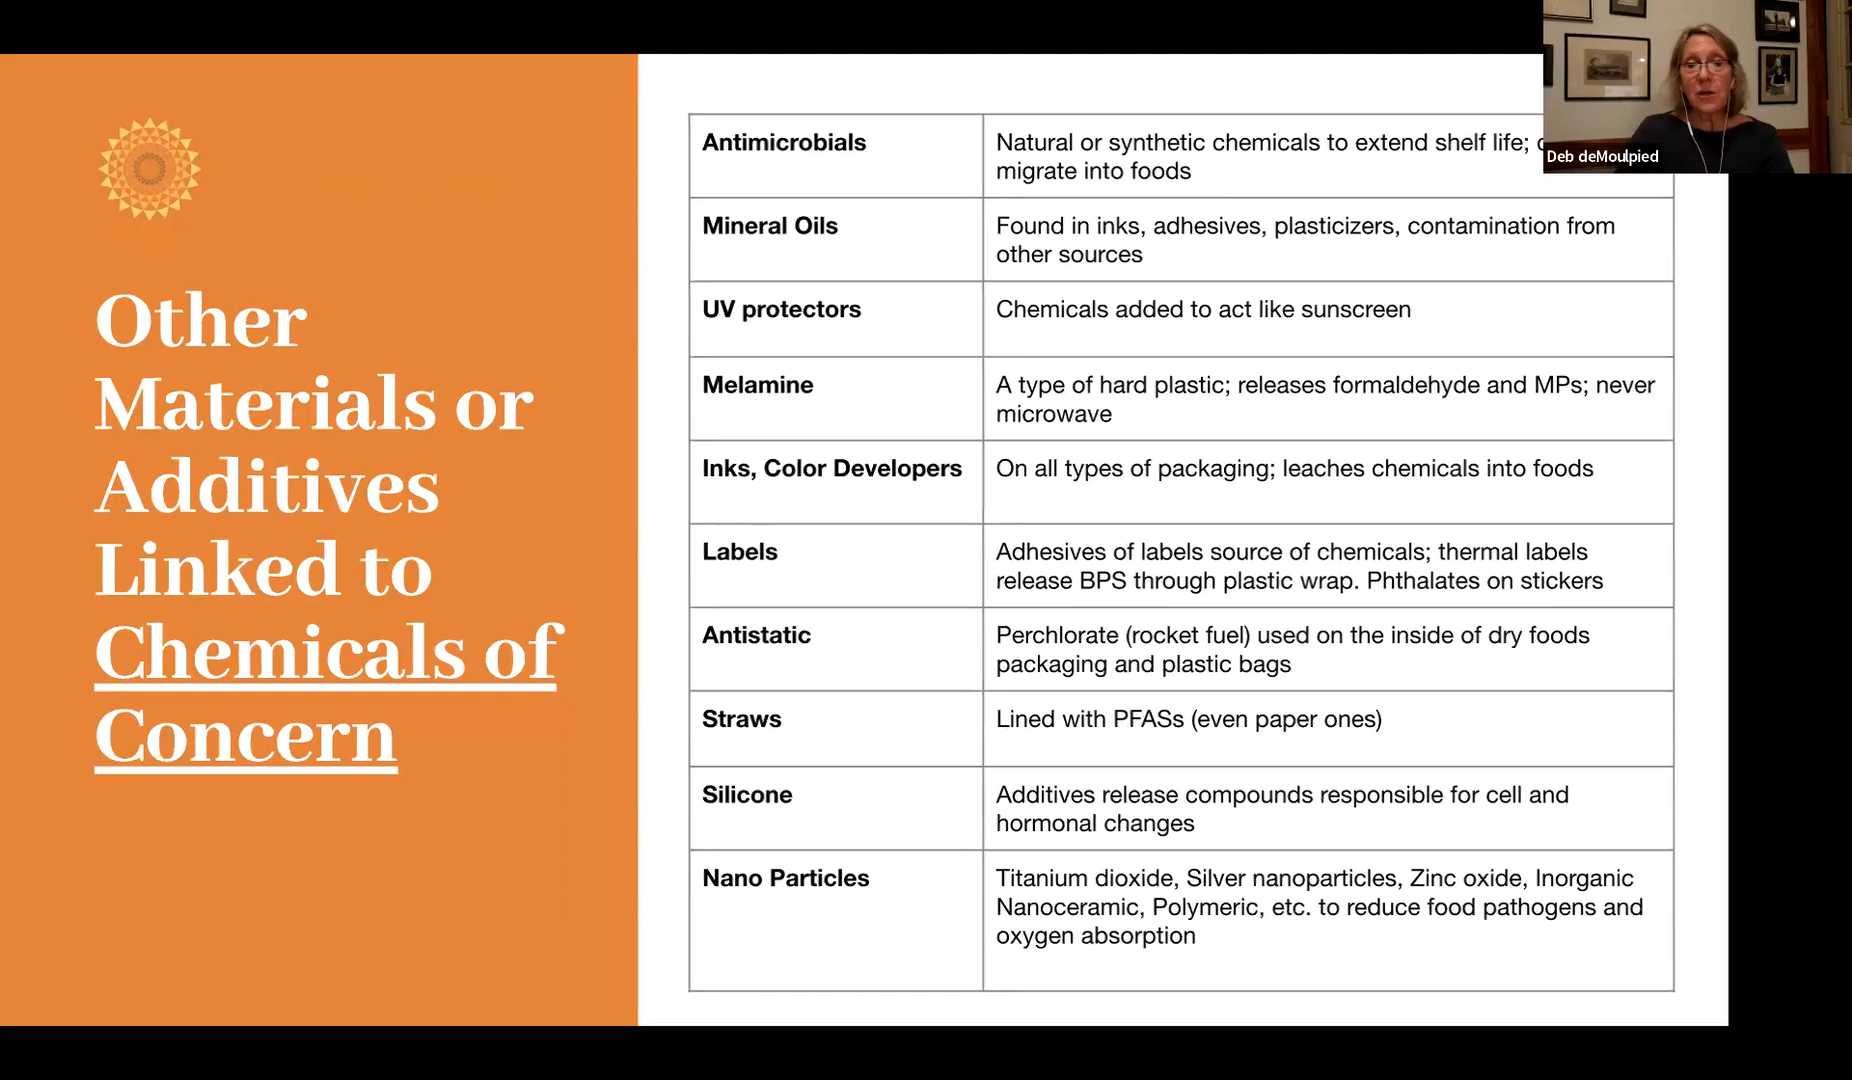 Other
Materials or
Additives
Linked to
Chemicals of
Concern
Antimicrobials
Natural or synthetic chemicals to extend shelf life;
migrate into foods
Mineral Oils
Found in inks, adhesives, plasticizers, contamination from
other sources
UV protectors
Chemicals added to act like sunscreen
Melamine
A type of hard plastic; releases formaldehyde and MPs; never
microwave
Inks, Color Developers
On all types of packaging; leaches chemicals into foods
Labels
Adhesives of labels source of chemicals; thermal labels
release BPS through plastic wrap. Phthalates on stickers
Antistatic
Perchlorate (rocket fuel) used on the inside of dry foods
packaging and plastic bags
Straws
Lined with PFASs (even paper ones)
Silicone
Additives release compounds responsible for cell and
hormonal changes
Nano Particles
Titanium dioxide, Silver nanoparticles, Zinc oxide, Inorganic
Nanoceramic, Polymeric, etc. to reduce food pathogens and
oxygen absorption
Deb deMoulpied